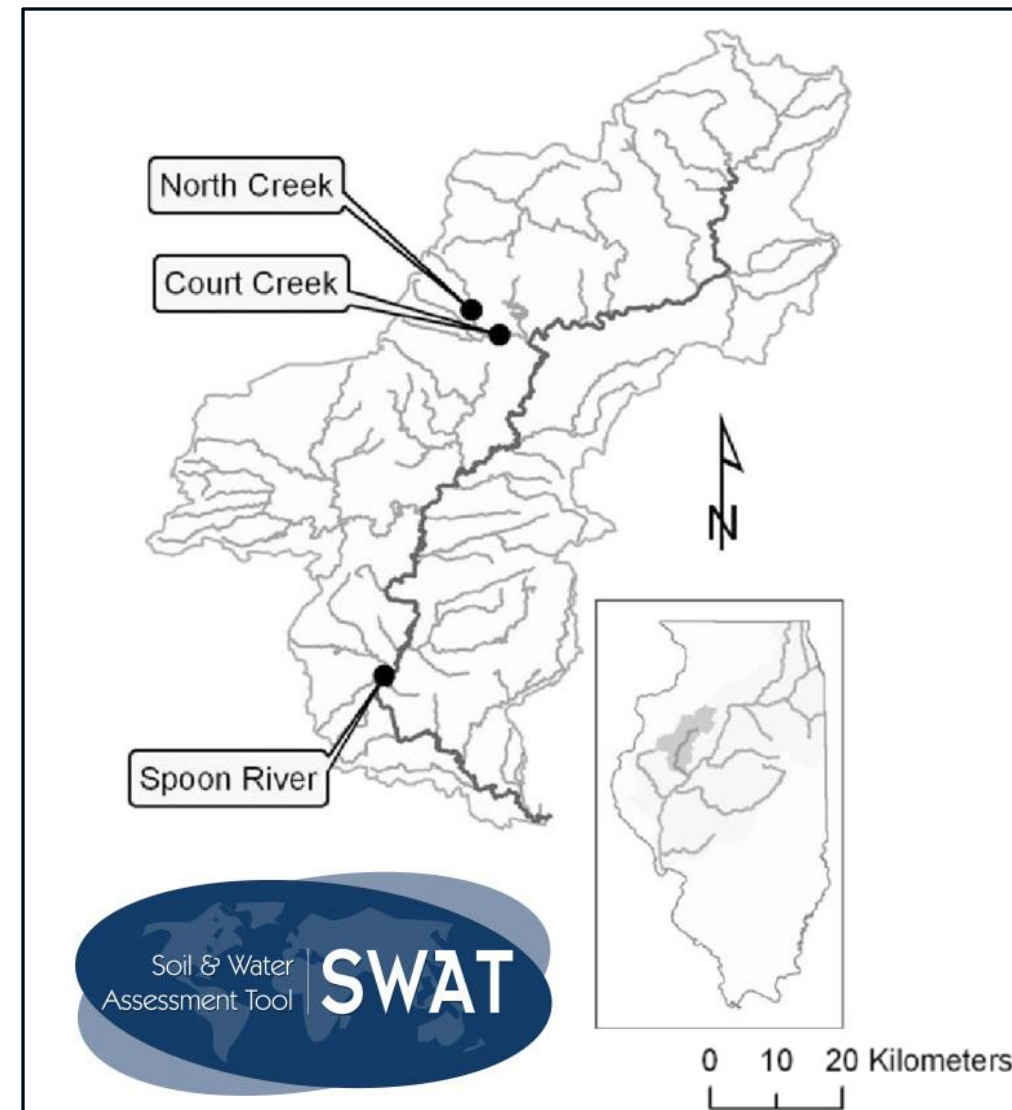 North Creek
Court Creek
N
Spoon River
Soil & Water
Assessment Tool
SWAT
0 10 20 Kilometers